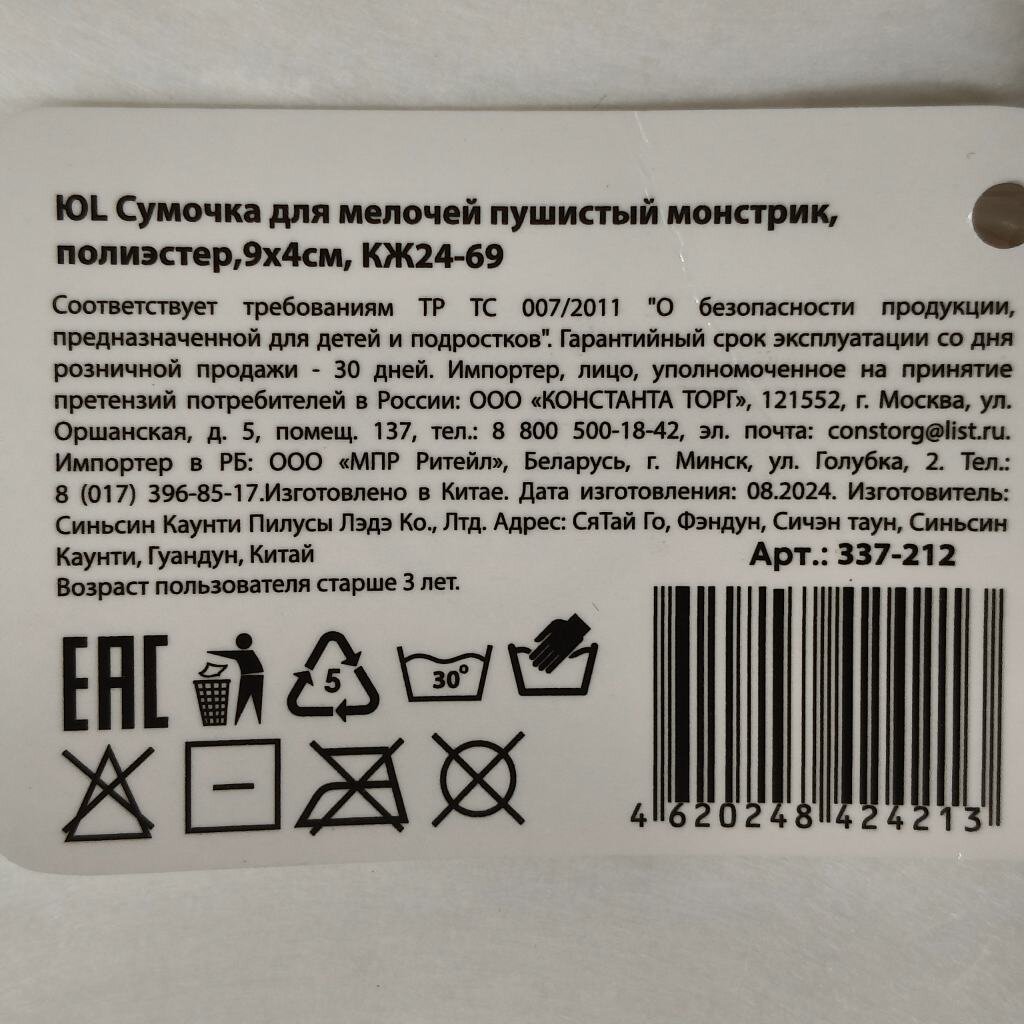 ЮL Сумочка для мелочей пушистый монстрик,
полиэстер,9х4см, КЖ24-69
Соответствует требованиям ТР ТС 007/2011 "О безопасности продукции,
предназначенной для детей и подростков". Гарантийный срок эксплуатации со дня
розничной продажи - 30 дней. Импортер, лицо, уполномоченное на принятие
претензий потребителей в России: ООО «КОНСТАНТА ТОРГ», 121552, г. Москва, ул.
Оршанская, д. 5, помещ. 137, тел.: 8 800 500-18-42, эл. почта: constorg@list.ru.
Импортер в РБ: ООО «МПР Ритейл», Беларусь, г. Минск, ул. Голубка, 2. Тел.:
8 (017) 396-85-17.Изготовлено в Китае. Дата изготовления: 08.2024. Изготовитель:
Синьсин Каунти Пилусы Лэдэ Ко., Лтд. Адрес: СяТай Го, Фэндун, Сичэн таун, Синьсин
Каунти, Гуандун, Китай
Арт.: 337-212
Возраст пользователя старше 3 лет.
EAC
5
30°
4 620248 424213